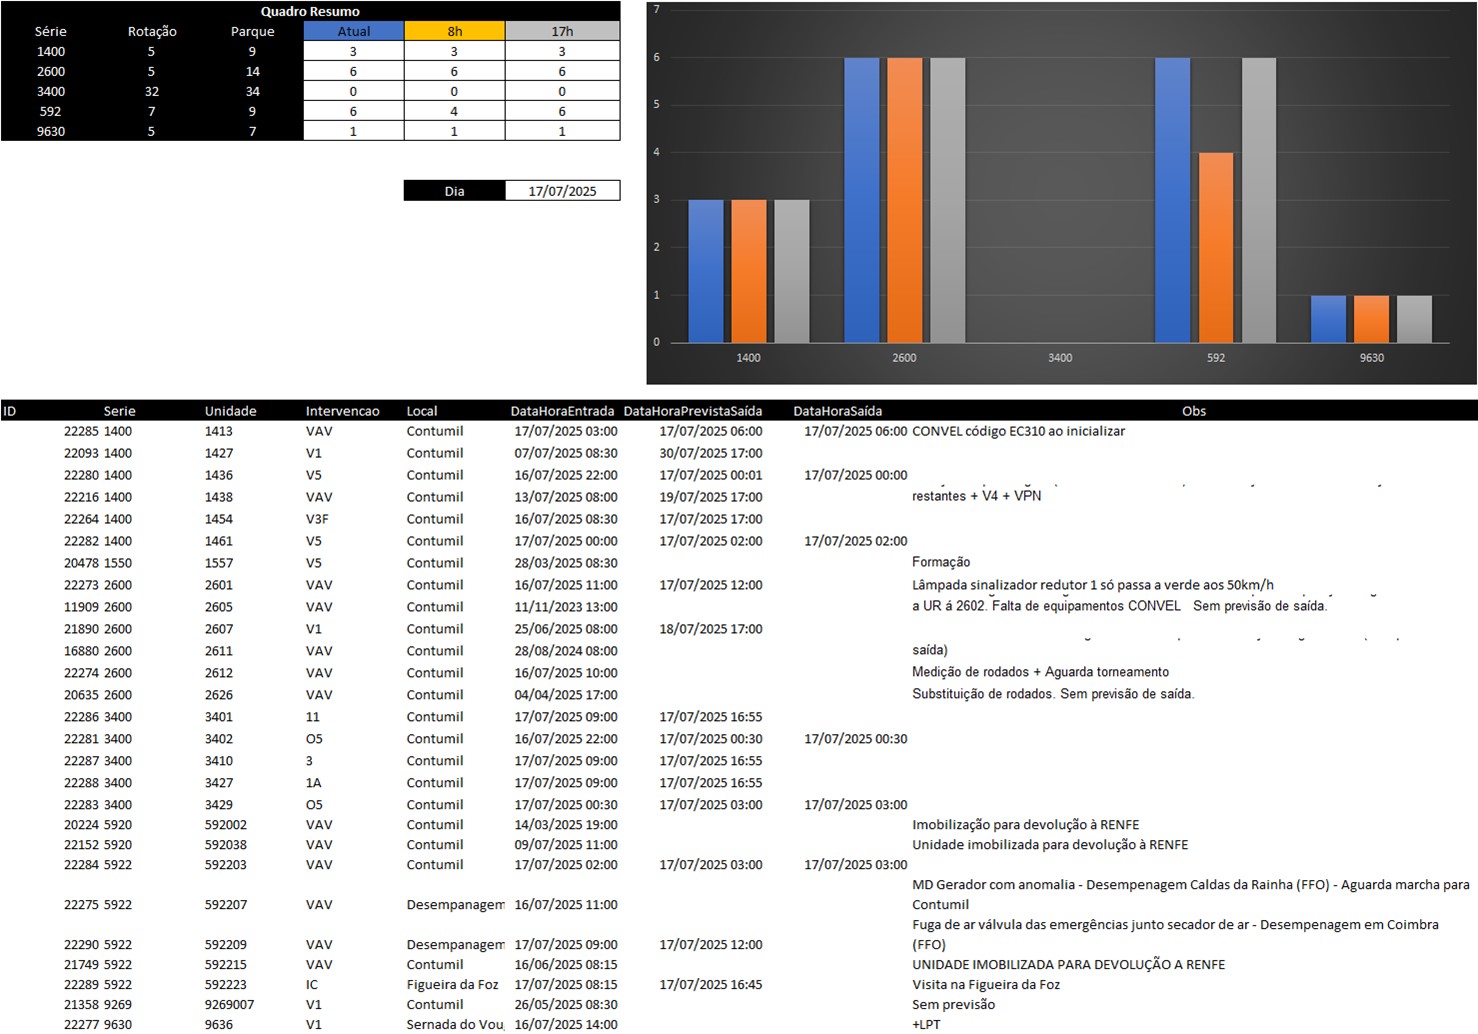 Quadro Resumo
Série Rotação Parque Atual 8h 17h
1400 5 9 3 3 3
2600 5 14 6 6 6
3400 32 34 0 0 0
592 7 9 6 4 6
9630 5 7 1 1 1
Dia 17/07/2025
7
6
5
4
3
2
1
0
1400 2600 3400 592 9630
ID Serie Unidade Intervencao Local DataHoraEntrada DataHoraPrevistaSaída DataHoraSaída Obs
22285 1400 1413 VAV Contumil 17/07/2025 03:00 17/07/2025 06:00 17/07/2025 06:00 CONVEL código EC310 ao inicializar
22093 1400 1427 V1 Contumil 07/07/2025 08:30 30/07/2025 17:00
22280 1400 1436 V5 Contumil 16/07/2025 22:00 17/07/2025 00:01 17/07/2025 00:00
22216 1400 1438 VAV Contumil 13/07/2025 08:00 19/07/2025 17:00 restantes + V4 + VPN
22264 1400 1454 V3F Contumil 16/07/2025 08:30 17/07/2025 17:00
22282 1400 1461 V5 Contumil 17/07/2025 00:00 17/07/2025 02:00 17/07/2025 02:00
20478 1550 1557 V5 Contumil 28/03/2025 08:30 Formação
22273 2600 2601 VAV Contumil 16/07/2025 11:00 17/07/2025 12:00 Lâmpada sinalizador redutor 1 só passa a verde aos 50km/h
11909 2600 2605 VAV Contumil 11/11/2023 13:00 a UR á 2602. Falta de equipamentos CONVEL Sem previsão de saída.
21890 2600 2607 V1 Contumil 25/06/2025 08:00 18/07/2025 17:00
16880 2600 2611 VAV Contumil 28/08/2024 08:00 saída)
22274 2600 2612 VAV Contumil 16/07/2025 10:00 Medição de rodados + Aguarda torneamento
20635 2600 2626 VAV Contumil 04/04/2025 17:00 Substituição de rodados. Sem previsão de saída.
22286 3400 3401 11 Contumil 17/07/2025 09:00 17/07/2025 16:55
22281 3400 3402 O5 Contumil 16/07/2025 22:00 17/07/2025 00:30 17/07/2025 00:30
22287 3400 3410 3 Contumil 17/07/2025 09:00 17/07/2025 16:55
22288 3400 3427 1A Contumil 17/07/2025 09:00 17/07/2025 16:55
22283 3400 3429 O5 Contumil 17/07/2025 00:30 17/07/2025 03:00 17/07/2025 03:00
20224 5920 592002 VAV Contumil 14/03/2025 19:00 Imobilização para devolução à RENFE
22152 5920 592038 VAV Contumil 09/07/2025 11:00 Unidade imobilizada para devolução à RENFE
22284 5922 592203 VAV Contumil 17/07/2025 02:00 17/07/2025 03:00 17/07/2025 03:00
MD Gerador com anomalia - Desempenagem Caldas da Rainha (FFO) - Aguarda marcha para
22275 5922 592207 VAV Desempanagem 16/07/2025 11:00 Contumil
Fuga de ar válvula das emergências junto secador de ar - Desempenagem em Coimbra
22290 5922 592209 VAV Desempanagem 17/07/2025 09:00 17/07/2025 12:00 (FFO)
21749 5922 592215 VAV Contumil 16/06/2025 08:15 UNIDADE IMOBILIZADA PARA DEVOLUÇÃO A RENFE
22289 5922 592223 IC Figueira da Foz 17/07/2025 08:15 17/07/2025 16:45 Visita na Figueira da Foz
21358 9269 9269007 V1 Contumil 26/05/2025 08:30 Sem previsão
22277 9630 9636 V1 Sernada do Vou 16/07/2025 14:00 +LPT